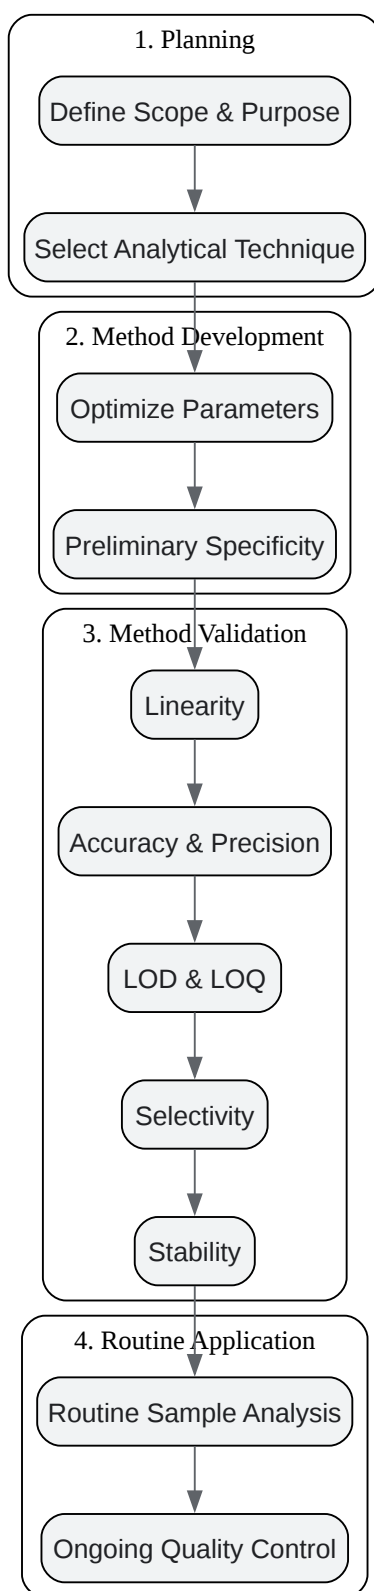 1. Planning
Define Scope & Purpose
Select Analytical Technique
2. Method Development
Optimize Parameters
Preliminary Specificity
3. Method Validation
Linearity
Accuracy & Precision
LOD & LOQ
Selectivity
Stability
4. Routine Application
Routine Sample Analysis
Ongoing Quality Control